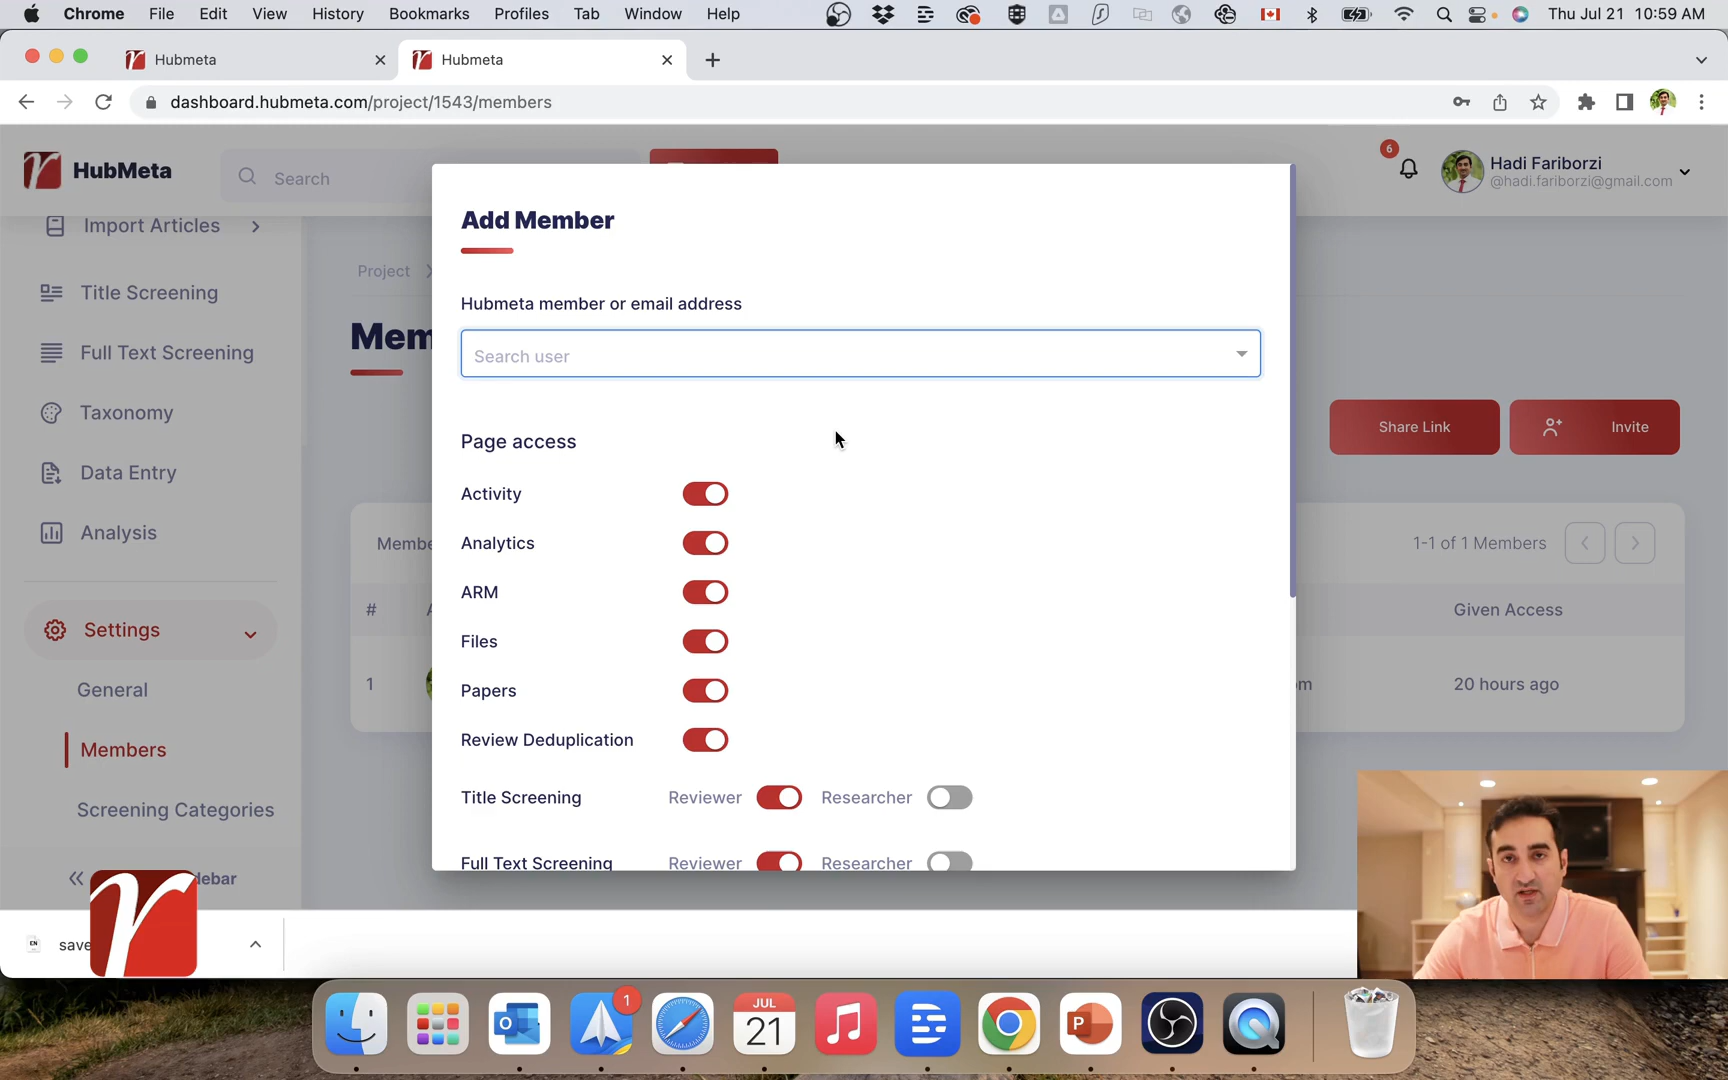 Chrome File Edit View History Bookmarks Profiles Tab Window Help Thu Jul 21 10:59 AM
Hubmeta Hubmeta
dashboard.hubmeta.com/project/1543/members
HubMeta Search 6 Hadi Fariborzi
@hadi.fariborzi@gmail.com
Import Articles
Title Screening
Full Text Screening
Taxonomy
Data Entry
Analysis
Settings
General
Members
Screening Categories
debar
Project
Mem
Share Link Invite
Membe 1-1 of 1 Members
# Given Access
1 20 hours ago
Add Member
Hubmeta member or email address
Search user
Page access
Activity
Analytics
ARM
Files
Papers
Review Deduplication
Title Screening Reviewer Researcher
Full Text Screening Reviewer Researcher
EN save
1 JUL
21